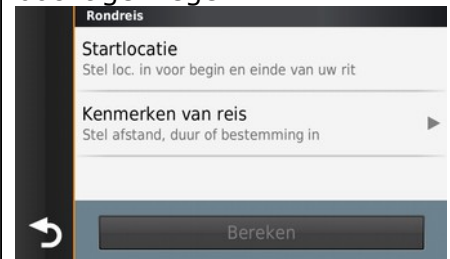 Rondreis
Startlocatie
Stel loc. in voor begin en einde van uw rit
Kenmerken van reis
Stel afstand, duur of bestemming in
Bereken